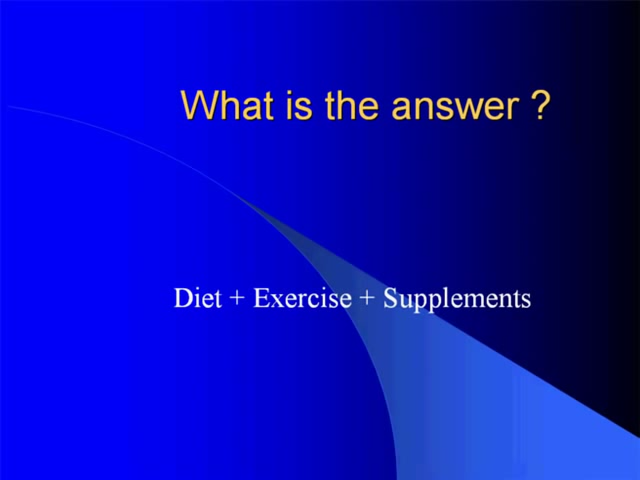 What is the answer ?
Diet + Exercise + Supplements